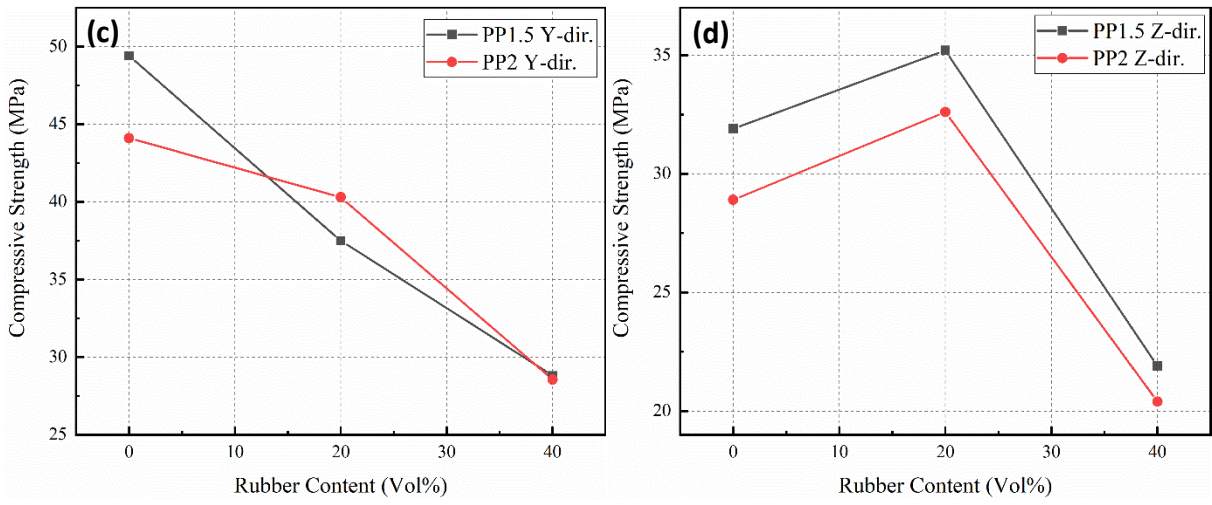 (c)
PP1.5 Y-dir.
PP2 Y-dir.
Compressive Strength (MPa)
50
45
40
35
30
25
0 10 20 30 40
Rubber Content (Vol%)
(d)
PP1.5 Z-dir.
PP2 Z-dir.
Compressive Strength (MPa)
35
30
25
20
0 10 20 30 40
Rubber Content (Vol%)